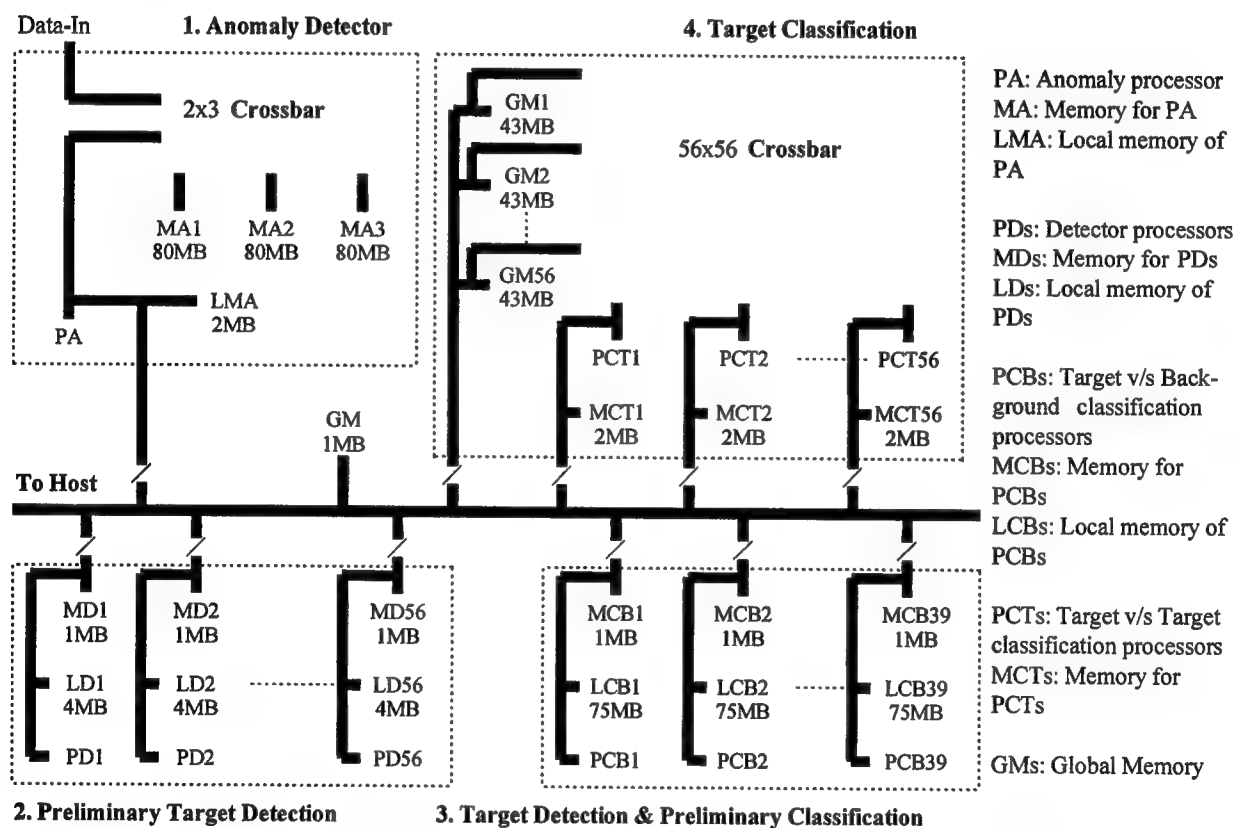 Data-In
1. Anomaly Detector
2x3 Crossbar
MA1
80MB
MA2
80MB
MA3
80MB
LMA
2MB
PA
4. Target Classification
GM1
43MB
GM2
43MB
GM56
43MB
56x56 Crossbar
PCT1
PCT2
PCT56
MCT1
2MB
MCT2
2MB
MCT56
2MB
GM
1MB
To Host
MD1
1MB
MD2
1MB
MD56
1MB
LD1
4MB
LD2
4MB
LD56
4MB
PD1
PD2
PD56
2. Preliminary Target Detection
MCB1
1MB
MCB2
1MB
MCB39
1MB
LCB1
75MB
LCB2
75MB
LCB39
75MB
PCB1
PCB2
PCB39
3. Target Detection & Preliminary Classification
PA: Anomaly processor
MA: Memory for PA
LMA: Local memory of
PA
PDs: Detector processors
MDs: Memory for PDs
LDs: Local memory of
PDs
PCBs: Target v/s Back-
ground classification
processors
MCBs: Memory for
PCBs
LCBs: Local memory of
PCBs
PCTs: Target v/s Target
classification processors
MCTs: Memory for
PCTs
GMs: Global Memory